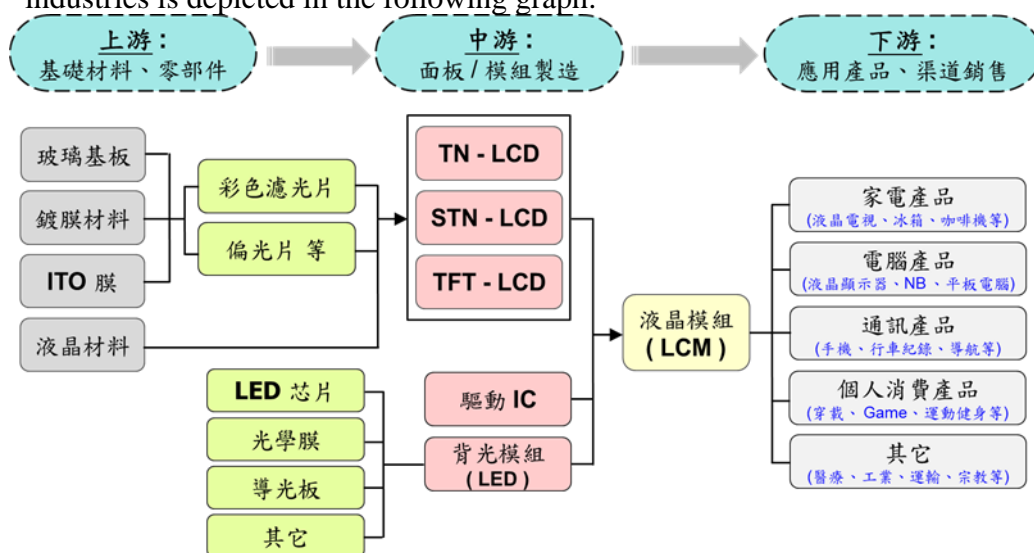 industries is depicted in the following graph.
上游：
基礎材料、零部件
中游：
面板 / 模組製造
下游：
應用產品、渠道銷售
玻璃基板
鍍膜材料
ITO 膜
液晶材料
彩色濾光片
偏光片 等
TN - LCD
STN - LCD
TFT - LCD
LED 芯片
光學膜
導光板
其它
驅動 IC
背光模組
( LED )
液晶模組
( LCM )
家電產品
(液晶電視、冰箱、咖啡機等)
電腦產品
(液晶顯示器、NB、平板電腦)
通訊產品
(手機、行車紀錄、導航等)
個人消費產品
(穿戴、Game、運動健身等)
其它
(醫療、工業、運輸、宗教等)